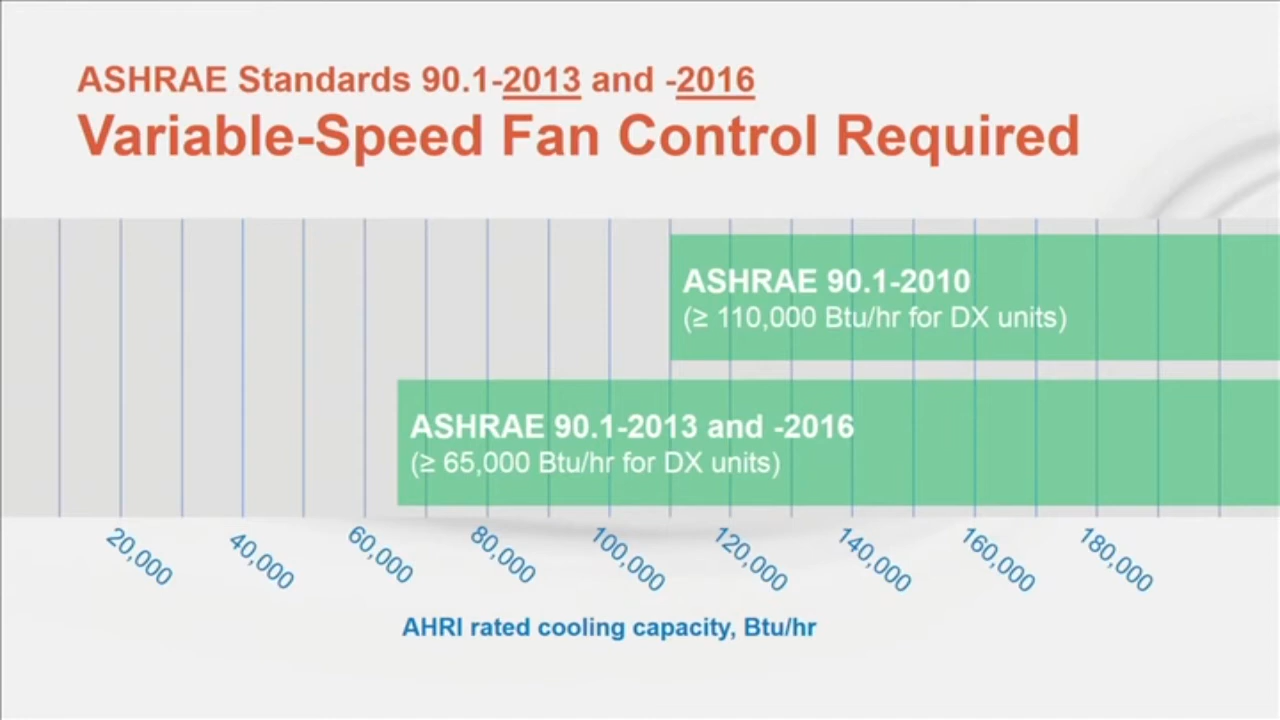 ASHRAE Standards 90.1-2013 and -2016
Variable-Speed Fan Control Required
ASHRAE 90.1-2010
(≥ 110,000 Btu/hr for DX units)
ASHRAE 90.1-2013 and -2016
(≥ 65,000 Btu/hr for DX units)
20,000
40,000
60,000
80,000
100,000
120,000
140,000
160,000
180,000
AHRI rated cooling capacity, Btu/hr